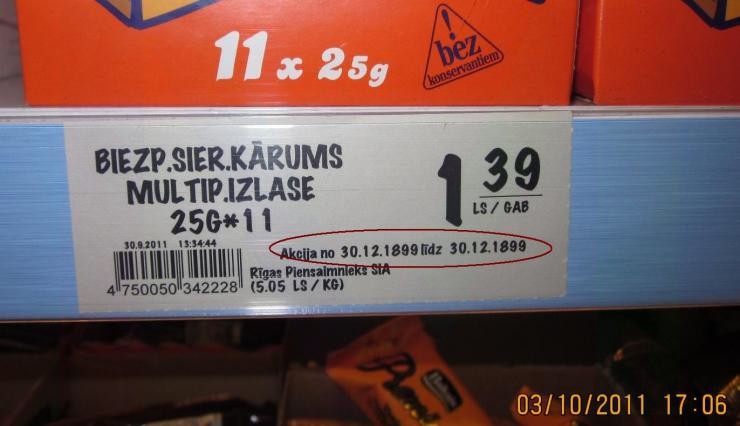 11 x 25g
!
bez
konservantiem
BIEZP.SIER.KĀRUMS
MULTIP.IZLASE
25G*11
1 39
LS / GAB
30.9.2011 13:34:44
Akcija no 30.12.1899 līdz 30.12.1899
Rīgas Piensaimnieks SIA
(5.05 LS / KG)
4 750050 342228
03/10/2011 17:06